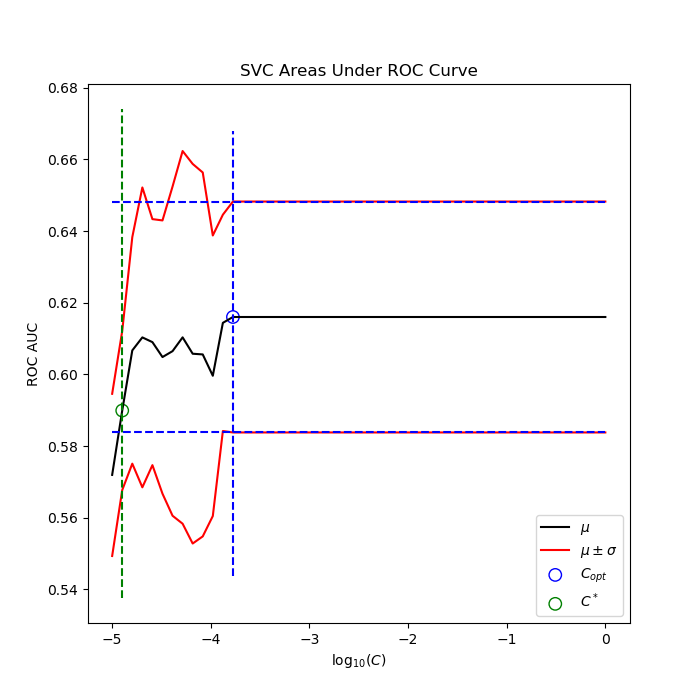 SVC Areas Under ROC Curve
0.68
0.66
0.64
0.62
0.60
0.58
0.56
0.54
ROC AUC
−5 −4 −3 −2 −1 0
log₁₀(C)
μ
μ ± σ
C_opt
C*